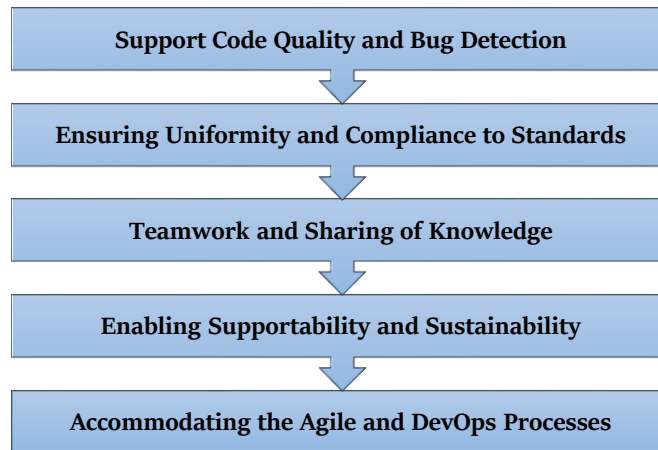 Support Code Quality and Bug Detection
Ensuring Uniformity and Compliance to Standards
Teamwork and Sharing of Knowledge
Enabling Supportability and Sustainability
Accommodating the Agile and DevOps Processes